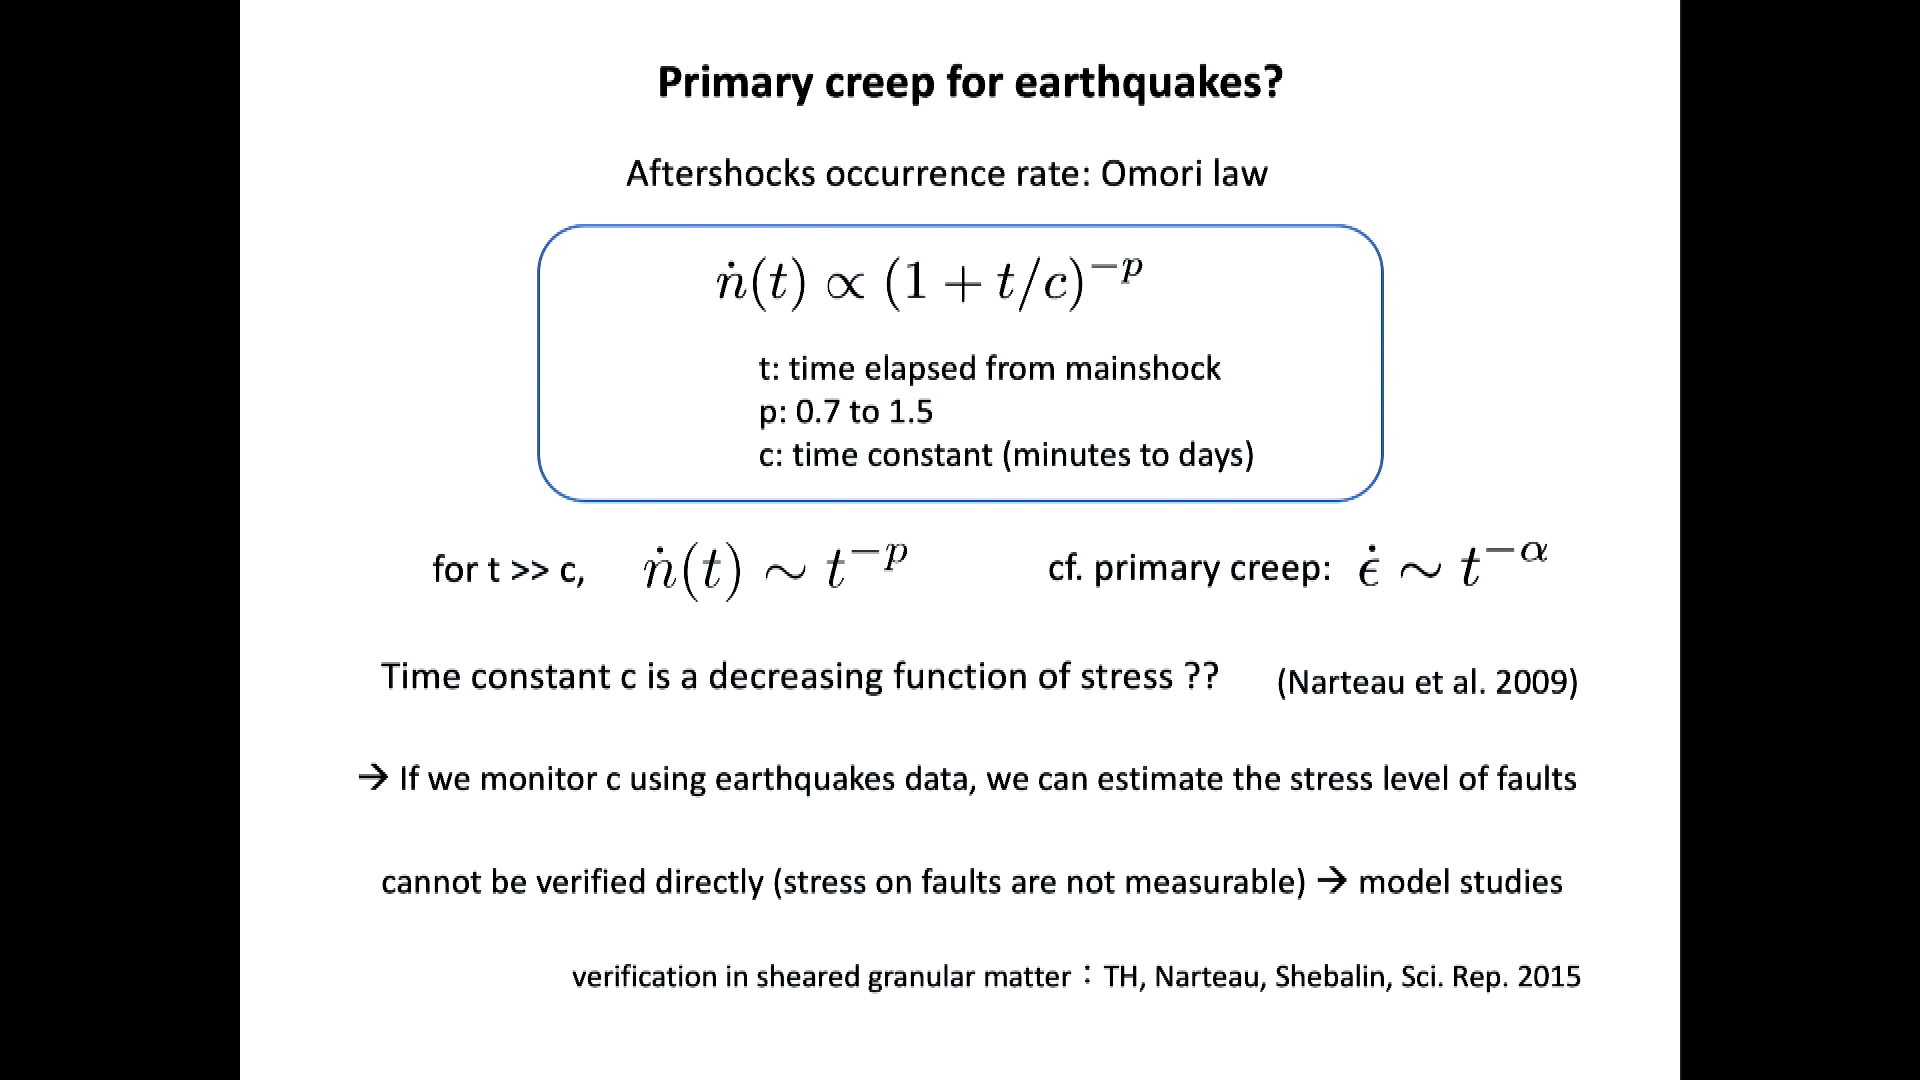 Primary creep for earthquakes?
Aftershocks occurrence rate: Omori law
ṅ(t) ∝ (1 + t/c)^{−p}
t: time elapsed from mainshock
p: 0.7 to 1.5
c: time constant (minutes to days)
for t >> c, ṅ(t) ∼ t^{−p} cf. primary creep: ϵ̇ ∼ t^{−α}
Time constant c is a decreasing function of stress ?? (Narteau et al. 2009)
→ If we monitor c using earthquakes data, we can estimate the stress level of faults
cannot be verified directly (stress on faults are not measurable) → model studies
verification in sheared granular matter：TH, Narteau, Shebalin, Sci. Rep. 2015